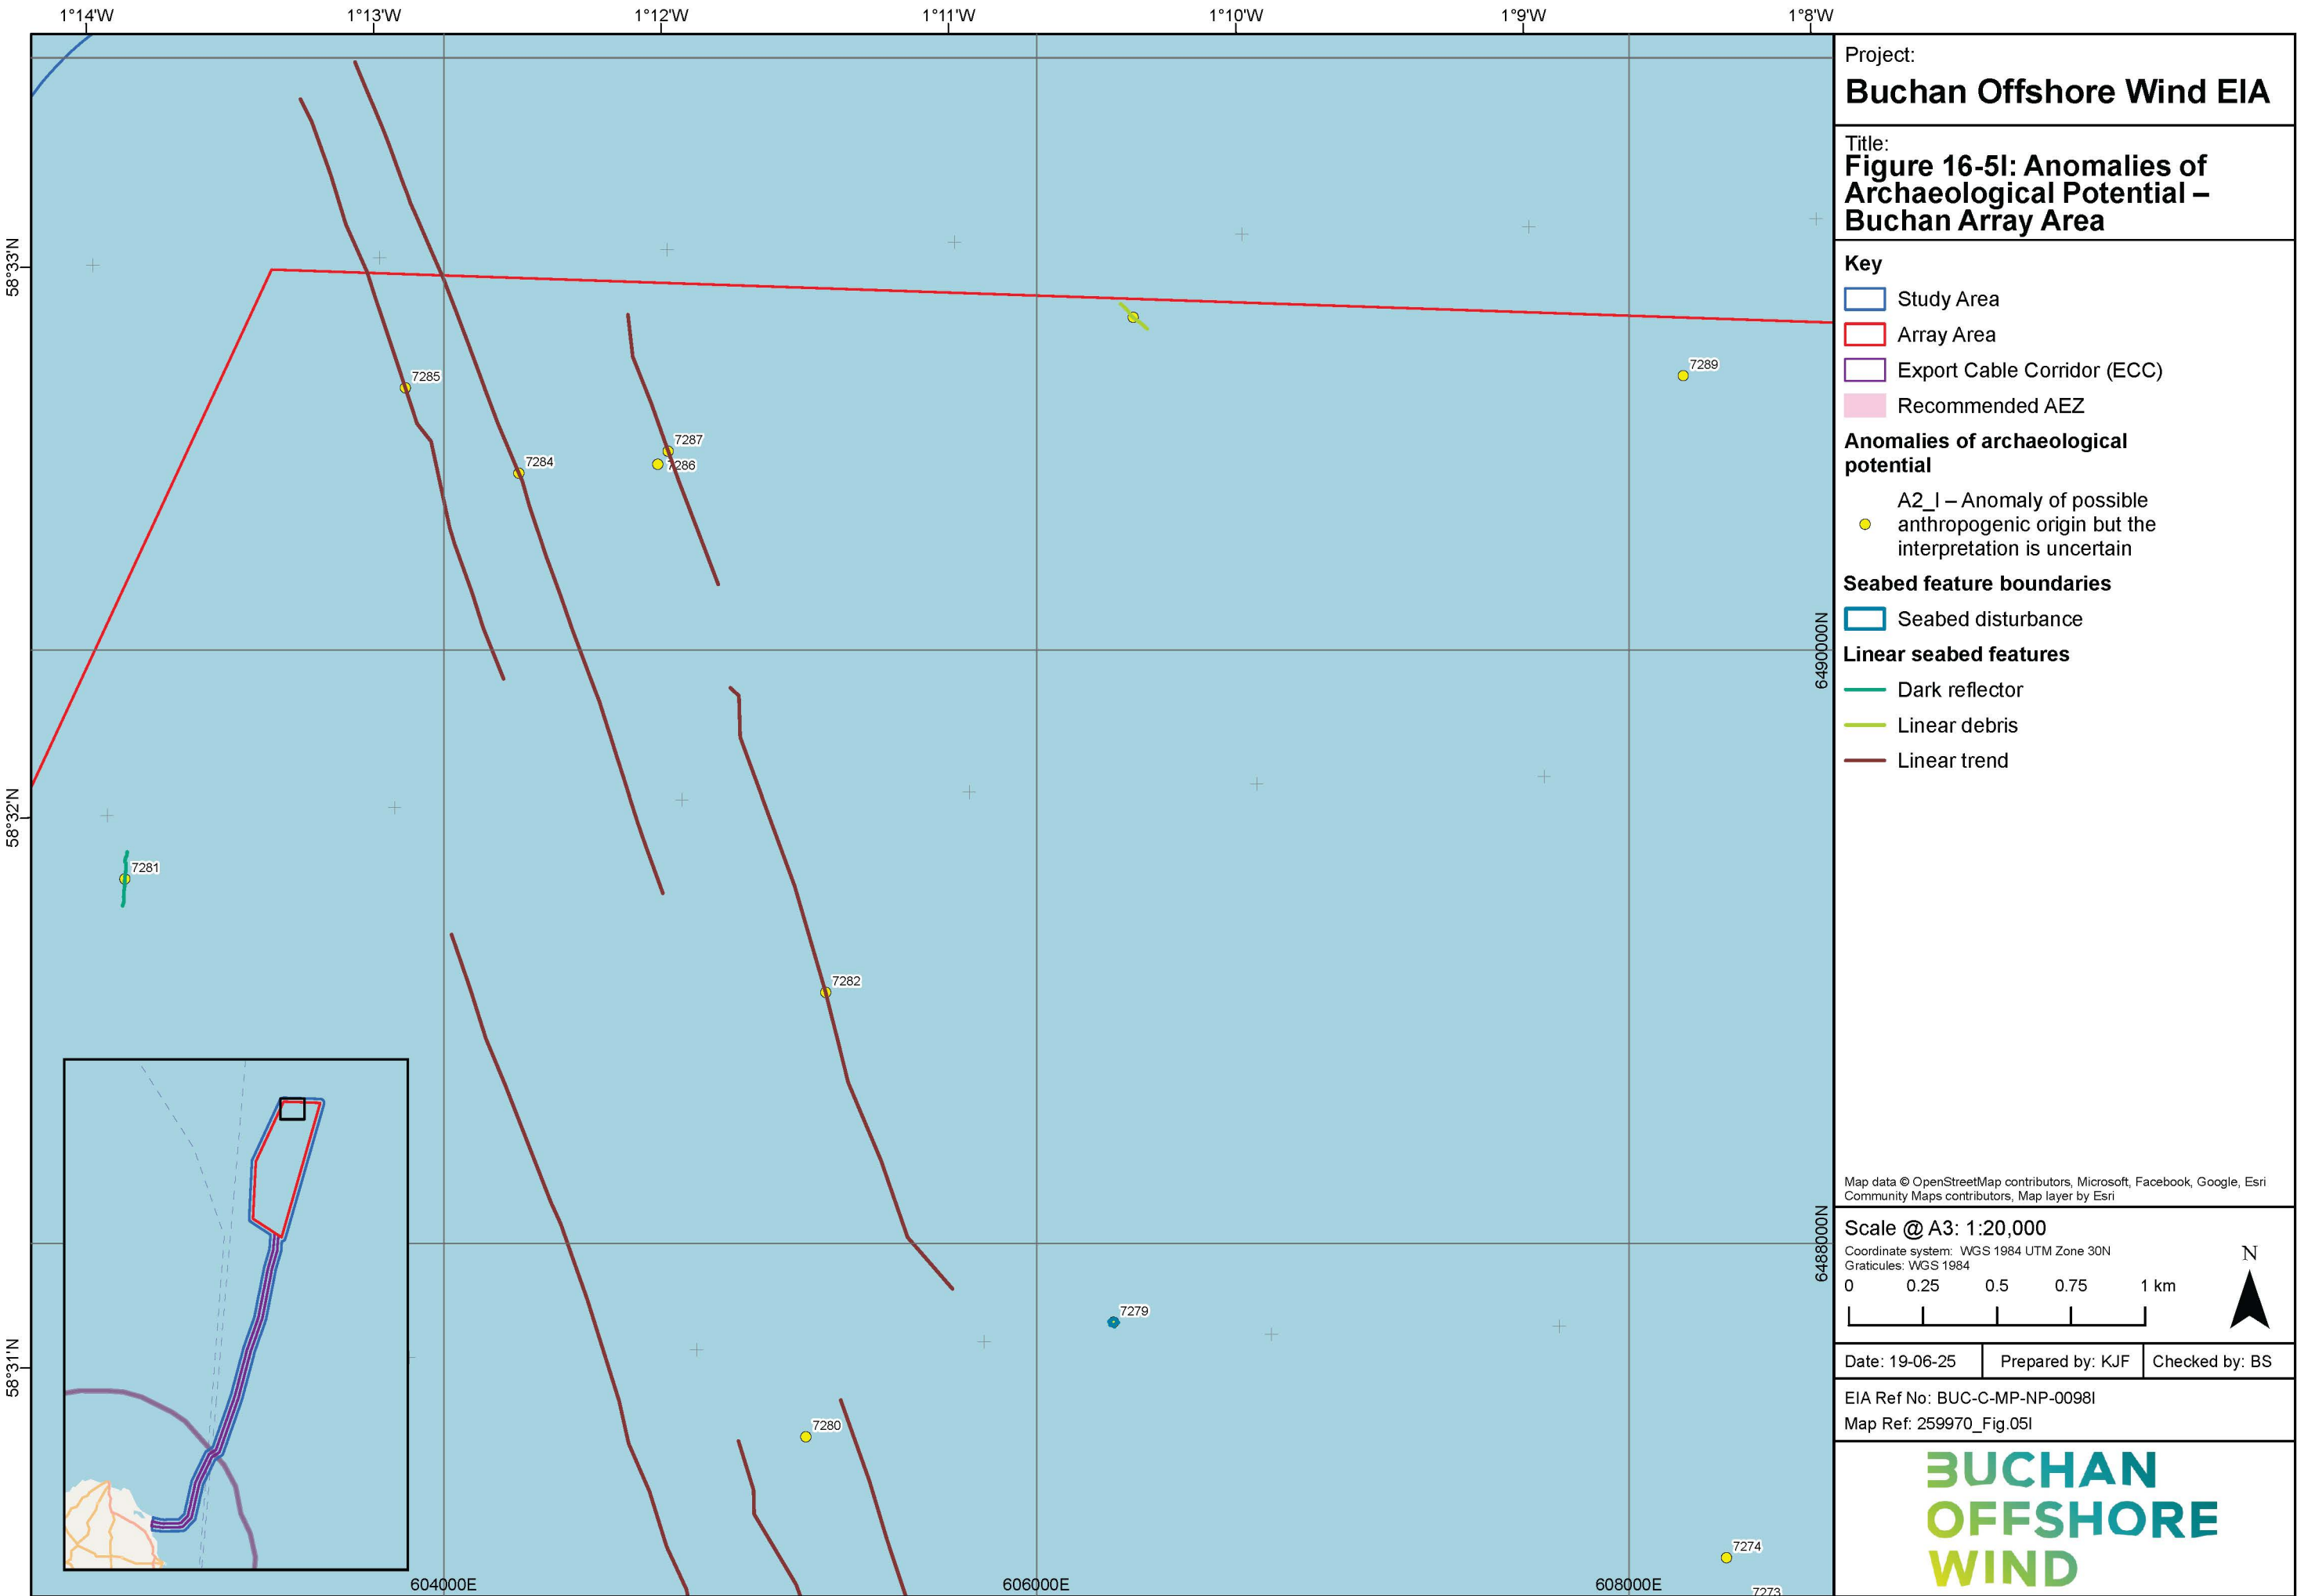 1°14'W 1°13'W 1°12'W 1°11'W 1°10'W 1°9'W 1°8'W
58°33'N
58°32'N
58°31'N
7285
7284
7287
7286
7289
7281
7282
7279
7280
7274
7273
6490000N
6488000N
604000E 606000E 608000E
Project:
Buchan Offshore Wind EIA
Title:
Figure 16-5l: Anomalies of
Archaeological Potential –
Buchan Array Area
Key
Study Area
Array Area
Export Cable Corridor (ECC)
Recommended AEZ
Anomalies of archaeological
potential
A2_l – Anomaly of possible
anthropogenic origin but the
interpretation is uncertain
Seabed feature boundaries
Seabed disturbance
Linear seabed features
Dark reflector
Linear debris
Linear trend
Map data © OpenStreetMap contributors, Microsoft, Facebook, Google, Esri
Community Maps contributors, Map layer by Esri
Scale @ A3: 1:20,000
Coordinate system: WGS 1984 UTM Zone 30N
Graticules: WGS 1984
N
0 0.25 0.5 0.75 1 km
Date: 19-06-25 Prepared by: KJF Checked by: BS
EIA Ref No: BUC-C-MP-NP-0098l
Map Ref: 259970_Fig.05l
BUCHAN
OFFSHORE
WIND